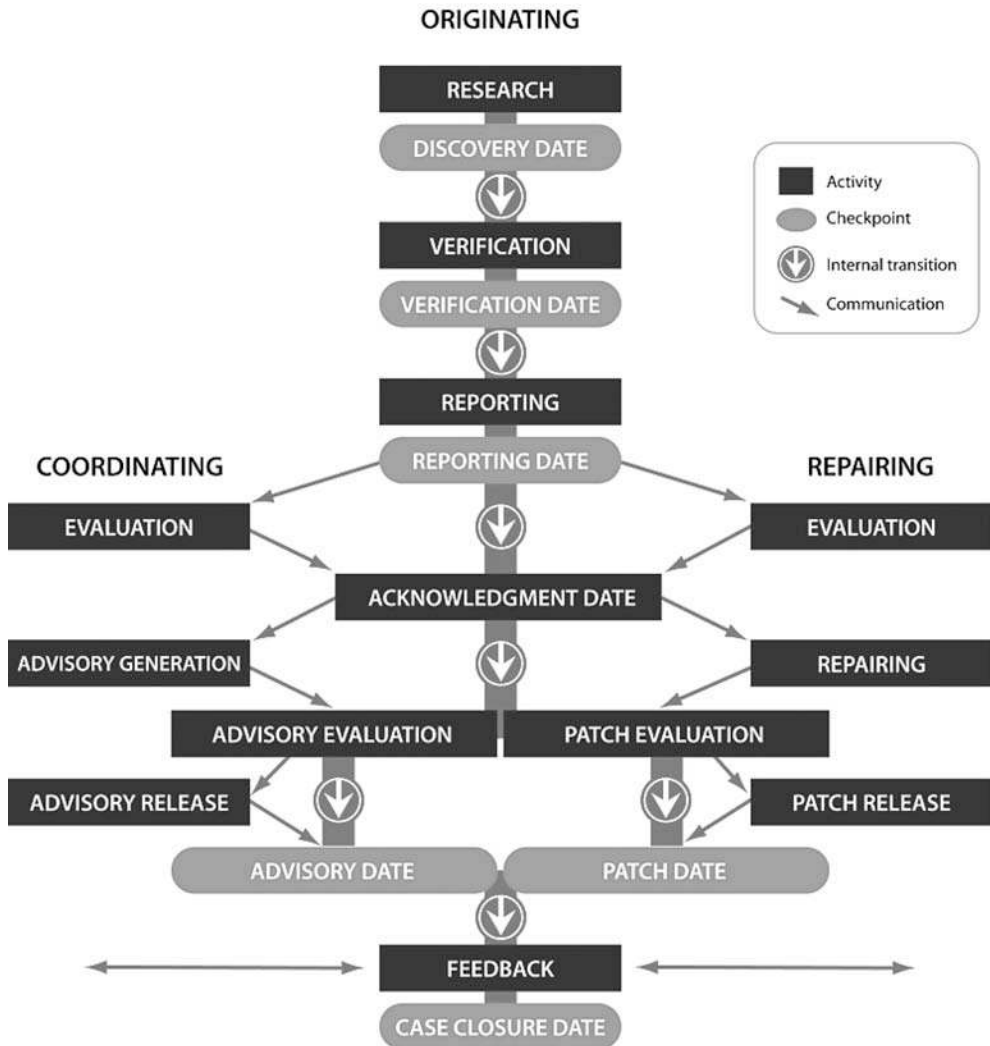 ORIGINATING
RESEARCH
DISCOVERY DATE
Activity
Checkpoint
Internal transition
Communication
VERIFICATION
VERIFICATION DATE
REPORTING
COORDINATING
REPORTING DATE
REPAIRING
EVALUATION
EVALUATION
ACKNOWLEDGMENT DATE
ADVISORY GENERATION
REPAIRING
ADVISORY EVALUATION
PATCH EVALUATION
ADVISORY RELEASE
PATCH RELEASE
ADVISORY DATE
PATCH DATE
FEEDBACK
CASE CLOSURE DATE